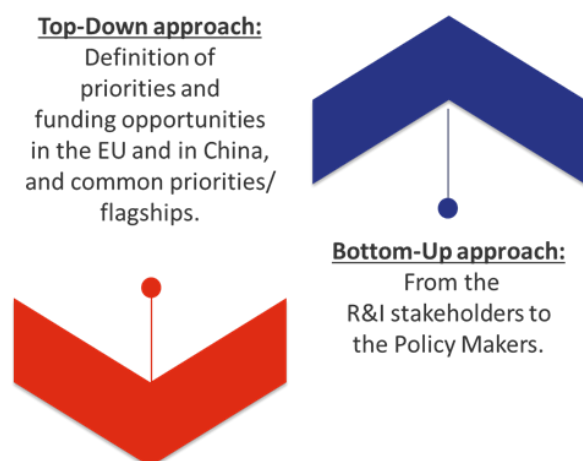 Top-Down approach:
Definition of
priorities and
funding opportunities
in the EU and in China,
and common priorities/
flagships.
Bottom-Up approach:
From the
R&I stakeholders to
the Policy Makers.